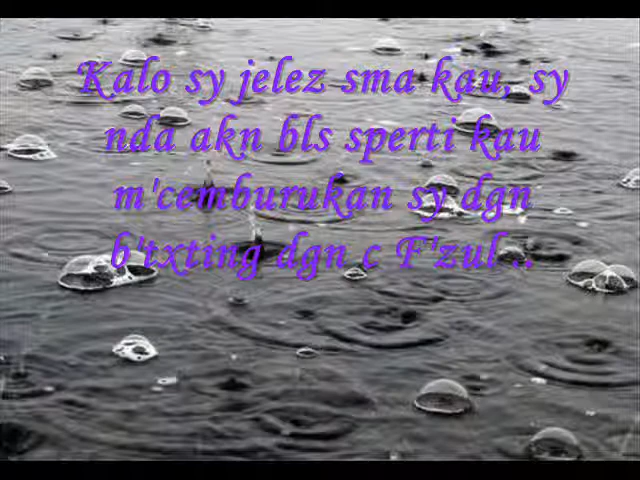 Kalo sy jelez sma kau, sy
nda akn bls sperti kau
m'cemburukan sy dgn
b'txting dgn c F'zul ..